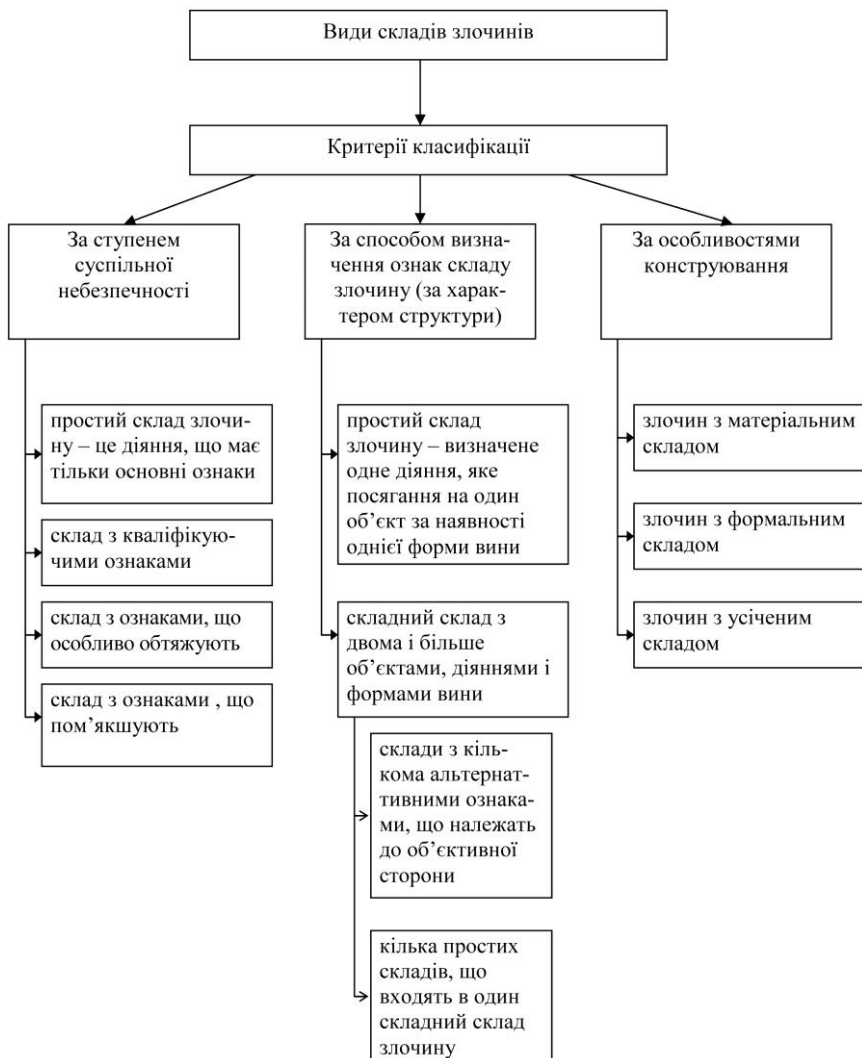 Види складів злочинів
Критерії класифікації
За ступенем
суспільної
небезпечності
простий склад злочи-
ну – це діяння, що має
тільки основні ознаки
склад з кваліфікую-
чими ознаками
склад з ознаками, що
особливо обтяжують
склад з ознаками , що
пом’якшують
За способом визна-
чення ознак складу
злочину (за харак-
тером структури)
простий склад
злочину – визначене
одне діяння, яке
посягання на один
об’єкт за наявності
однієї форми вини
складний склад з
двома і більше
об’єктами, діяннями і
формами вини
склади з кіль-
кома альтернат-
тивними ознака-
ми, що належать
до об’єктивної
сторони
кілька простих
складів, що
входять в один
складний склад
злочину
За особливостями
конструювання
злочин з матеріальним
складом
злочин з формальним
складом
злочин з усіченим
складом